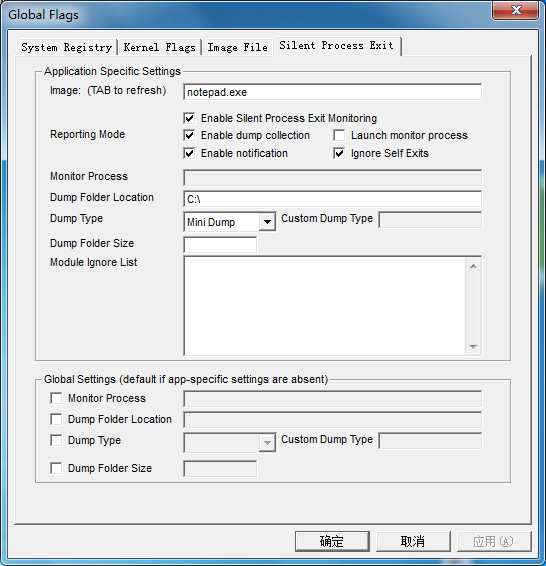 Global Flags
System Registry Kernel Flags Image File Silent Process Exit
Application Specific Settings
Image: (TAB to refresh) notepad.exe
Enable Silent Process Exit Monitoring
Reporting Mode Enable dump collection Launch monitor process
Enable notification Ignore Self Exits
Monitor Process
Dump Folder Location C:\
Dump Type Mini Dump Custom Dump Type
Dump Folder Size
Module Ignore List
Global Settings (default if app-specific settings are absent)
Monitor Process
Dump Folder Location
Dump Type Custom Dump Type
Dump Folder Size
确定 取消 应用(A)